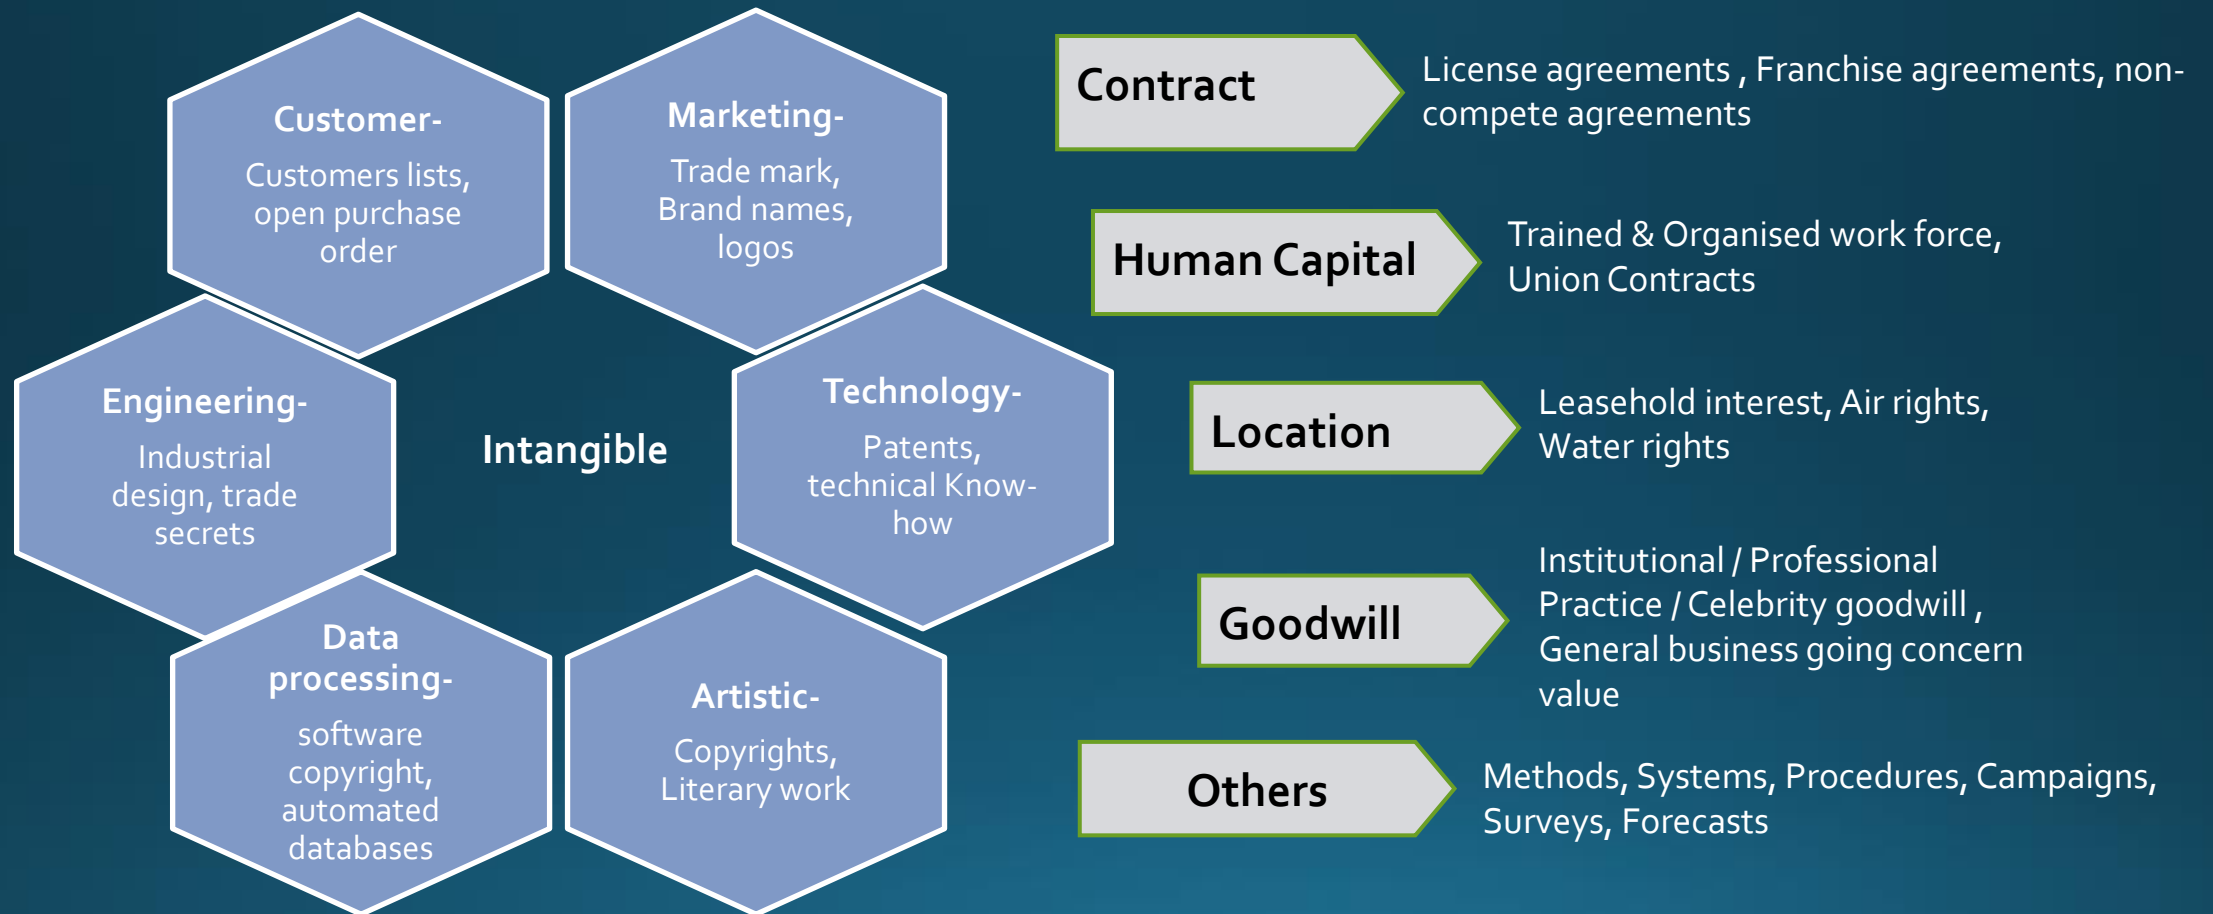 Customer-
Customers lists,
open purchase
order
Marketing-
Trade mark,
Brand names,
logos
Engineering-
Industrial
design, trade
secrets
Intangible
Technology-
Patents,
technical Know-
how
Data
processing-
software
copyright,
automated
databases
Artistic-
Copyrights,
Literary work
Contract
License agreements , Franchise agreements, non-
compete agreements
Human Capital
Trained & Organised work force,
Union Contracts
Location
Leasehold interest, Air rights,
Water rights
Goodwill
Institutional / Professional
Practice / Celebrity goodwill ,
General business going concern
value
Others
Methods, Systems, Procedures, Campaigns,
Surveys, Forecasts